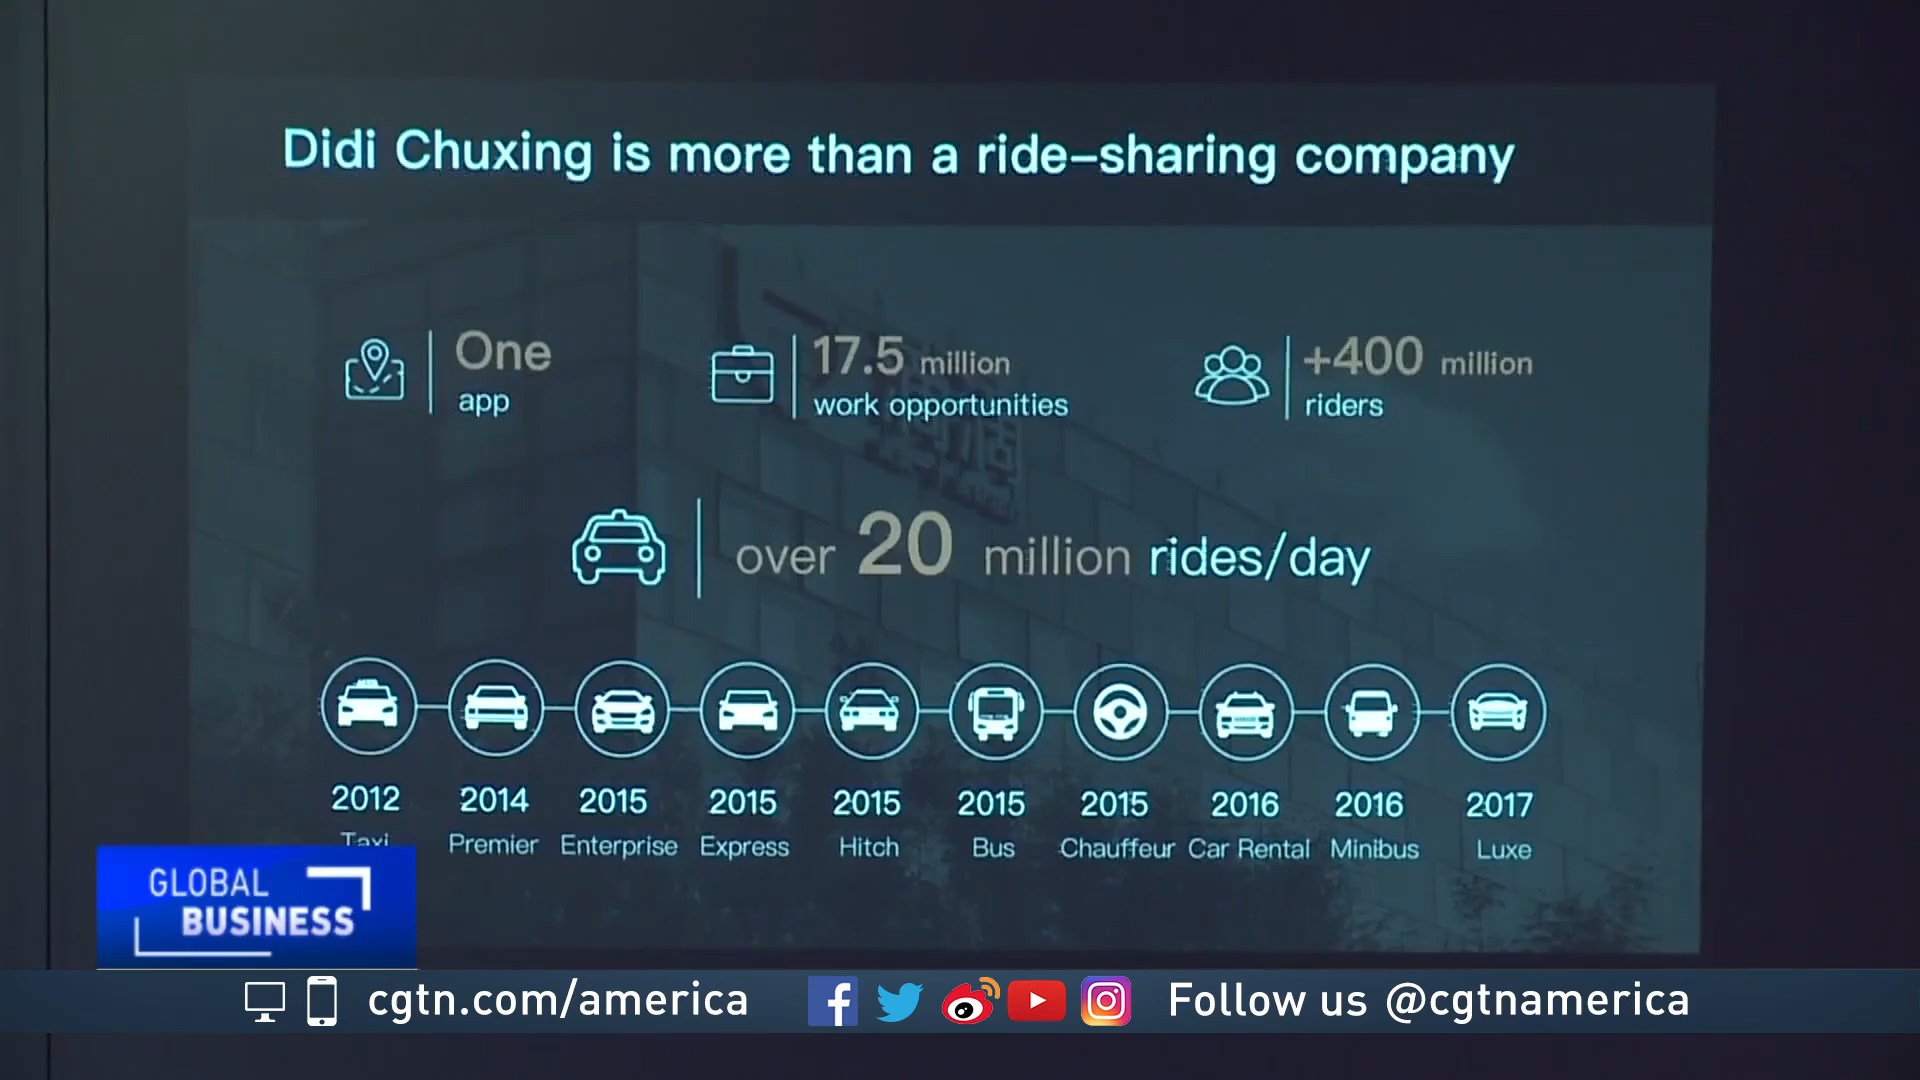 Didi Chuxing is more than a ride-sharing company
One
app
17.5 million
work opportunities
+400 million
riders
over 20 million rides/day
2012 2014 2015 2015 2015 2015 2015 2016 2016 2017
Taxi Premier Enterprise Express Hitch Bus Chauffeur Car Rental Minibus Luxe
GLOBAL
BUSINESS
cgtn.com/america
Follow us @cgtnamerica